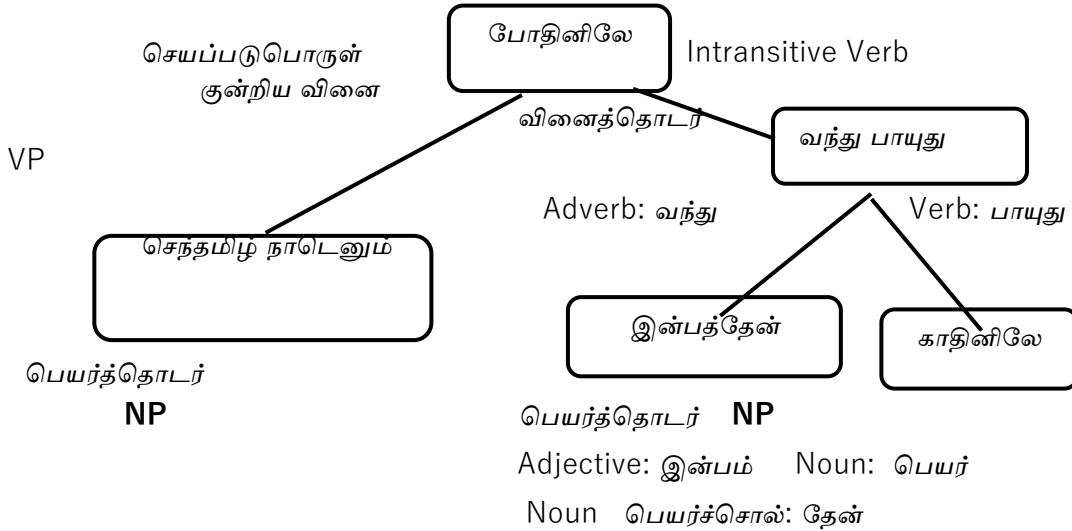 போதினிலே
செயப்படுபொருள்
குன்றிய வினை
Intransitive Verb
வினைத்தொடர்
வந்து பாயுது
VP
Adverb: வந்து
Verb: பாயுது
செந்தமிழ் நாடெனும்
இன்பத்தேன்
காதினிலே
பெயர்த்தொடர்
NP
பெயர்த்தொடர் NP
Adjective: இன்பம் Noun: பெயர்
Noun பெயர்ச்சொல்: தேன்